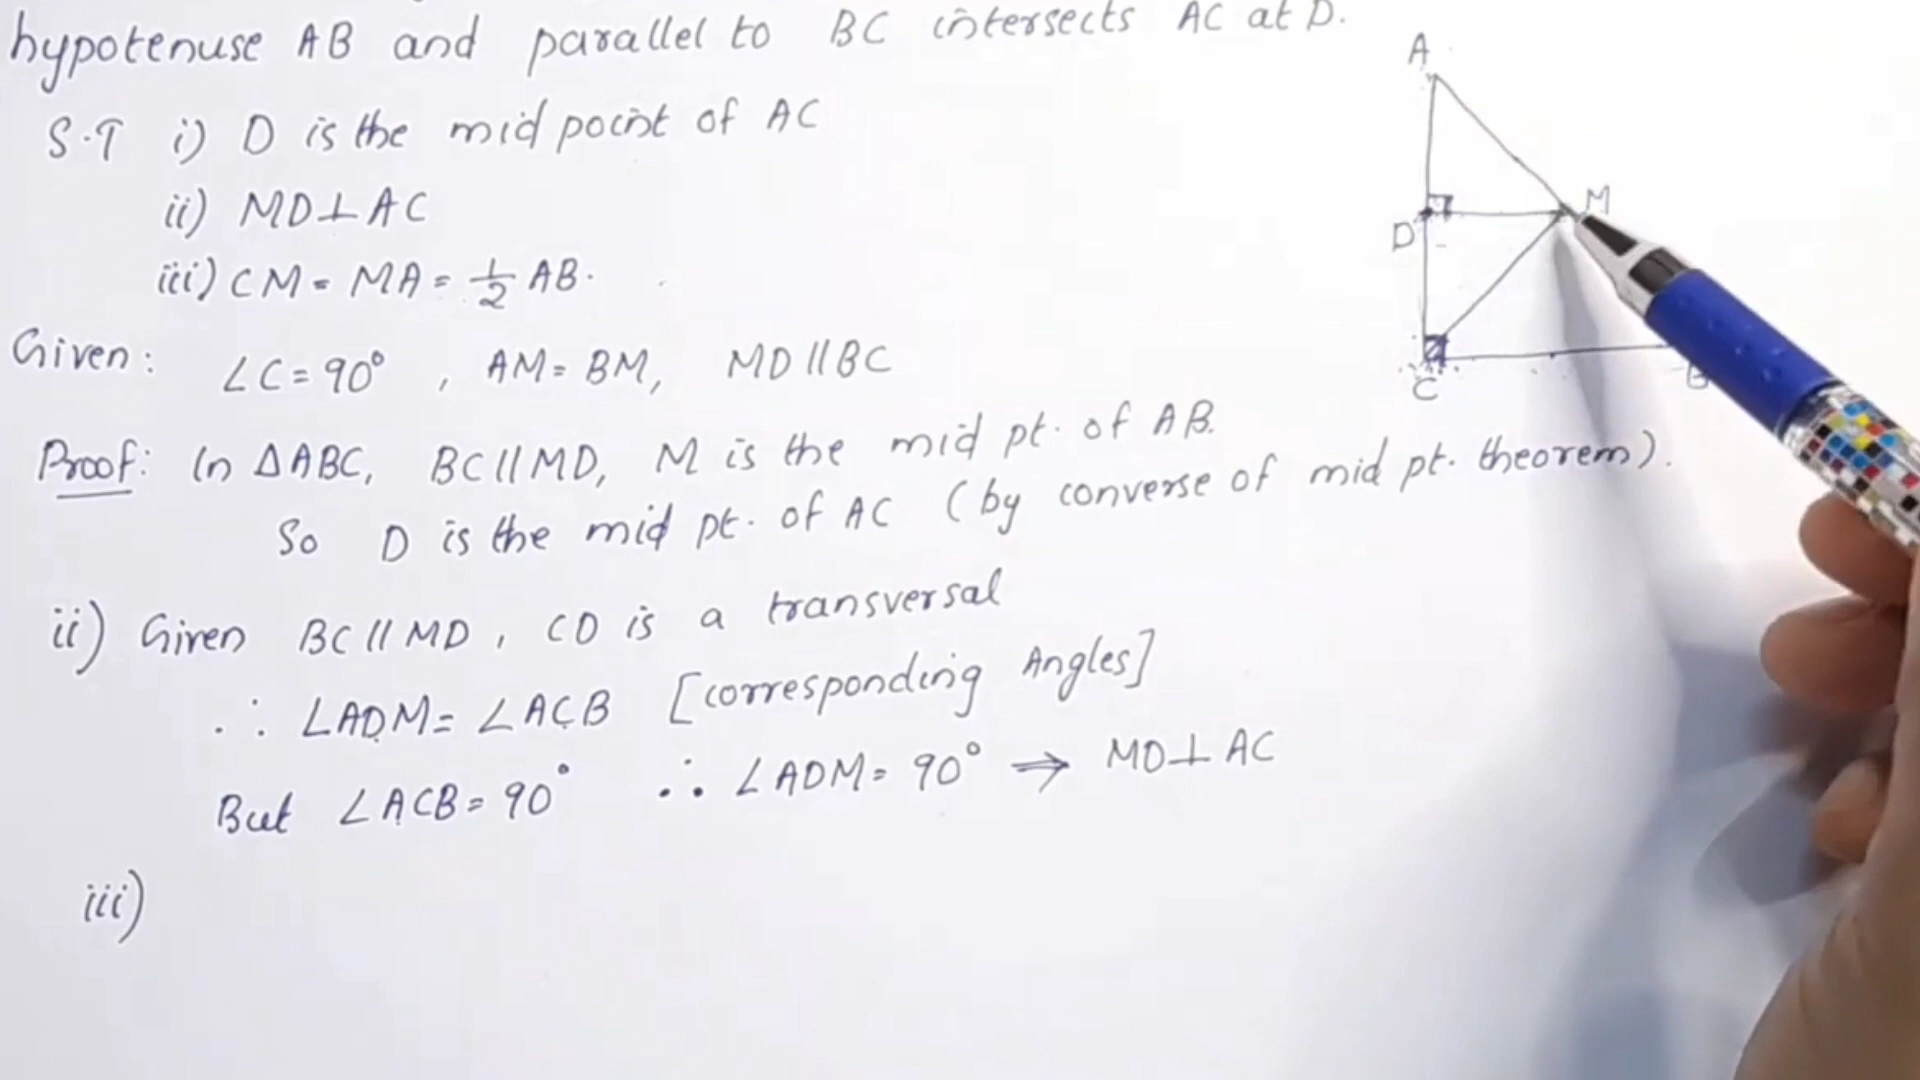 hypotenuse AB and parallel to BC intersects AC at D.
S.T i) D is the mid point of AC
ii) MD⊥AC
iii) CM = MA = 1/2 AB.
Given: ∠C = 90°, AM = BM, MD // BC
Proof: In ΔABC, BC // MD, M is the mid pt. of AB.
So D is the mid pt. of AC (by converse of mid pt. theorem).
ii) Given BC // MD, CD is a transversal
∴ ∠ADM = ∠ACB [corresponding Angles]
But ∠ACB = 90° ∴ ∠ADM = 90° ⇒ MD⊥AC
iii)
A
M
D
C
B